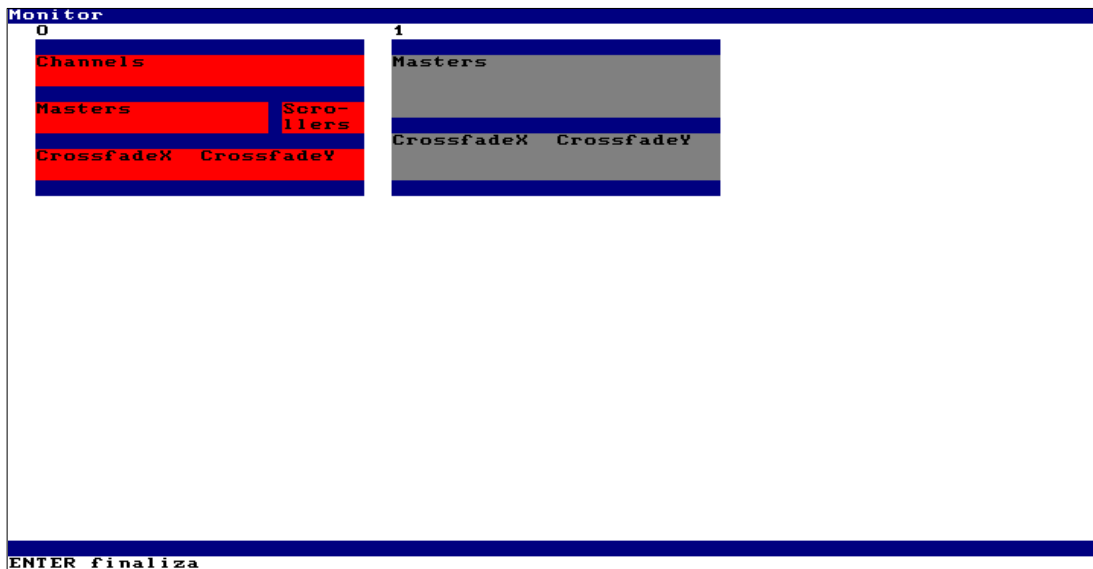 Monitor
0 1
Channels Masters
Masters Scro-
llers
CrossfadeX CrossfadeY
CrossfadeX CrossfadeY
ENTER finaliza